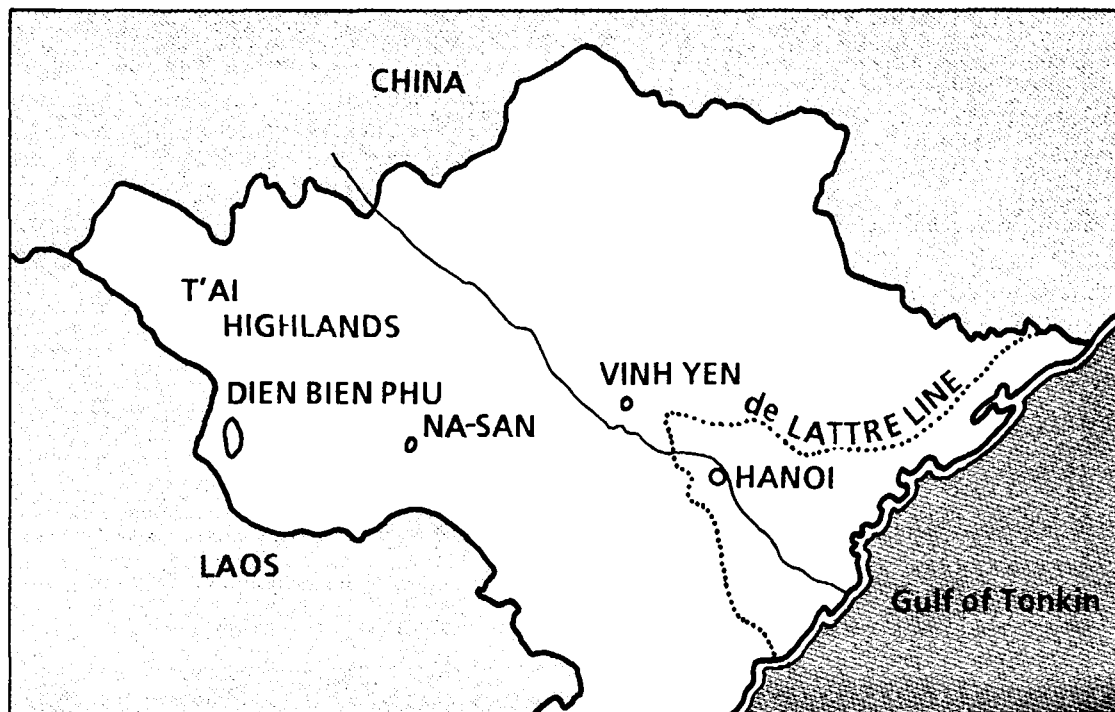 CHINA
T'AI
HIGHLANDS
DIEN BIEN PHU
NA-SAN
VINH YEN
de LATTRE LINE
HANOI
LAOS
Gulf of Tonkin